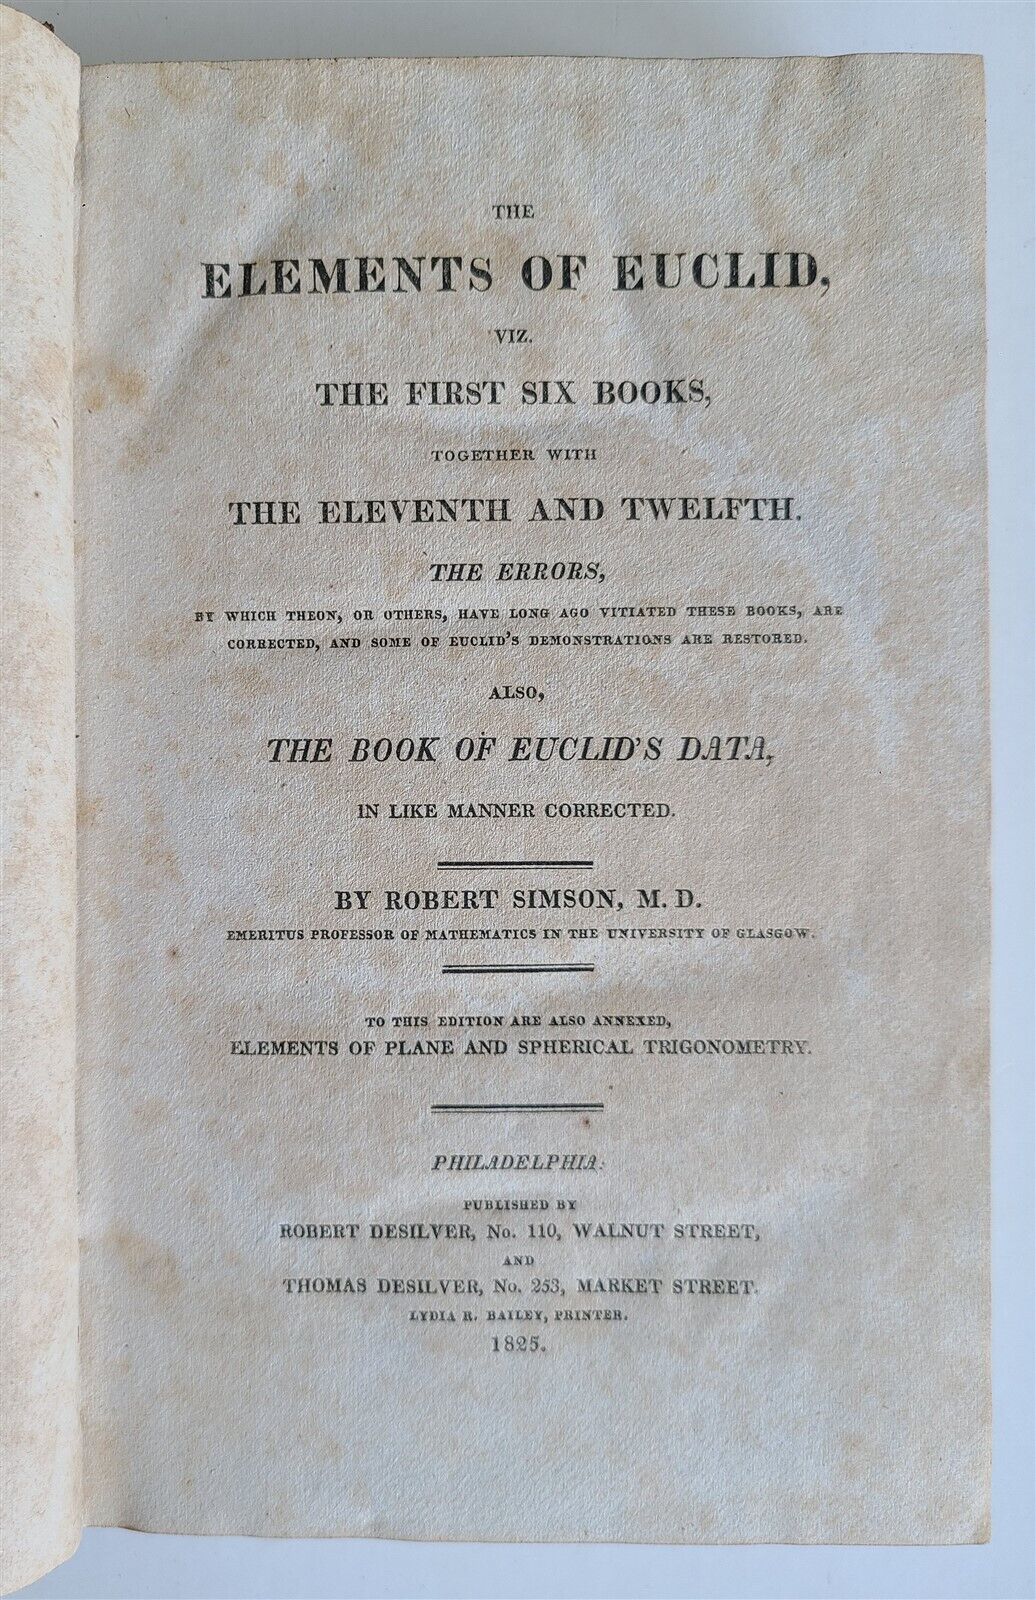 THE
ELEMENTS OF EUCLID,
VIZ.
THE FIRST SIX BOOKS,
TOGETHER WITH
THE ELEVENTH AND TWELFTH.
THE ERRORS,
BY WHICH THEON, OR OTHERS, HAVE LONG AGO VITIATED THESE BOOKS, ARE
CORRECTED, AND SOME OF EUCLID'S DEMONSTRATIONS ARE RESTORED.
ALSO,
THE BOOK OF EUCLID'S DATA,
IN LIKE MANNER CORRECTED.
BY ROBERT SIMSON, M. D.
EMERITUS PROFESSOR OF MATHEMATICS IN THE UNIVERSITY OF GLASGOW.
TO THIS EDITION ARE ALSO ANNEXED,
ELEMENTS OF PLANE AND SPHERICAL TRIGONOMETRY.
PHILADELPHIA:
PUBLISHED BY
ROBERT DESILVER, No. 110, WALNUT STREET,
AND
THOMAS DESILVER, No. 253, MARKET STREET.
LYDIA R. BAILEY, PRINTER.
1825.